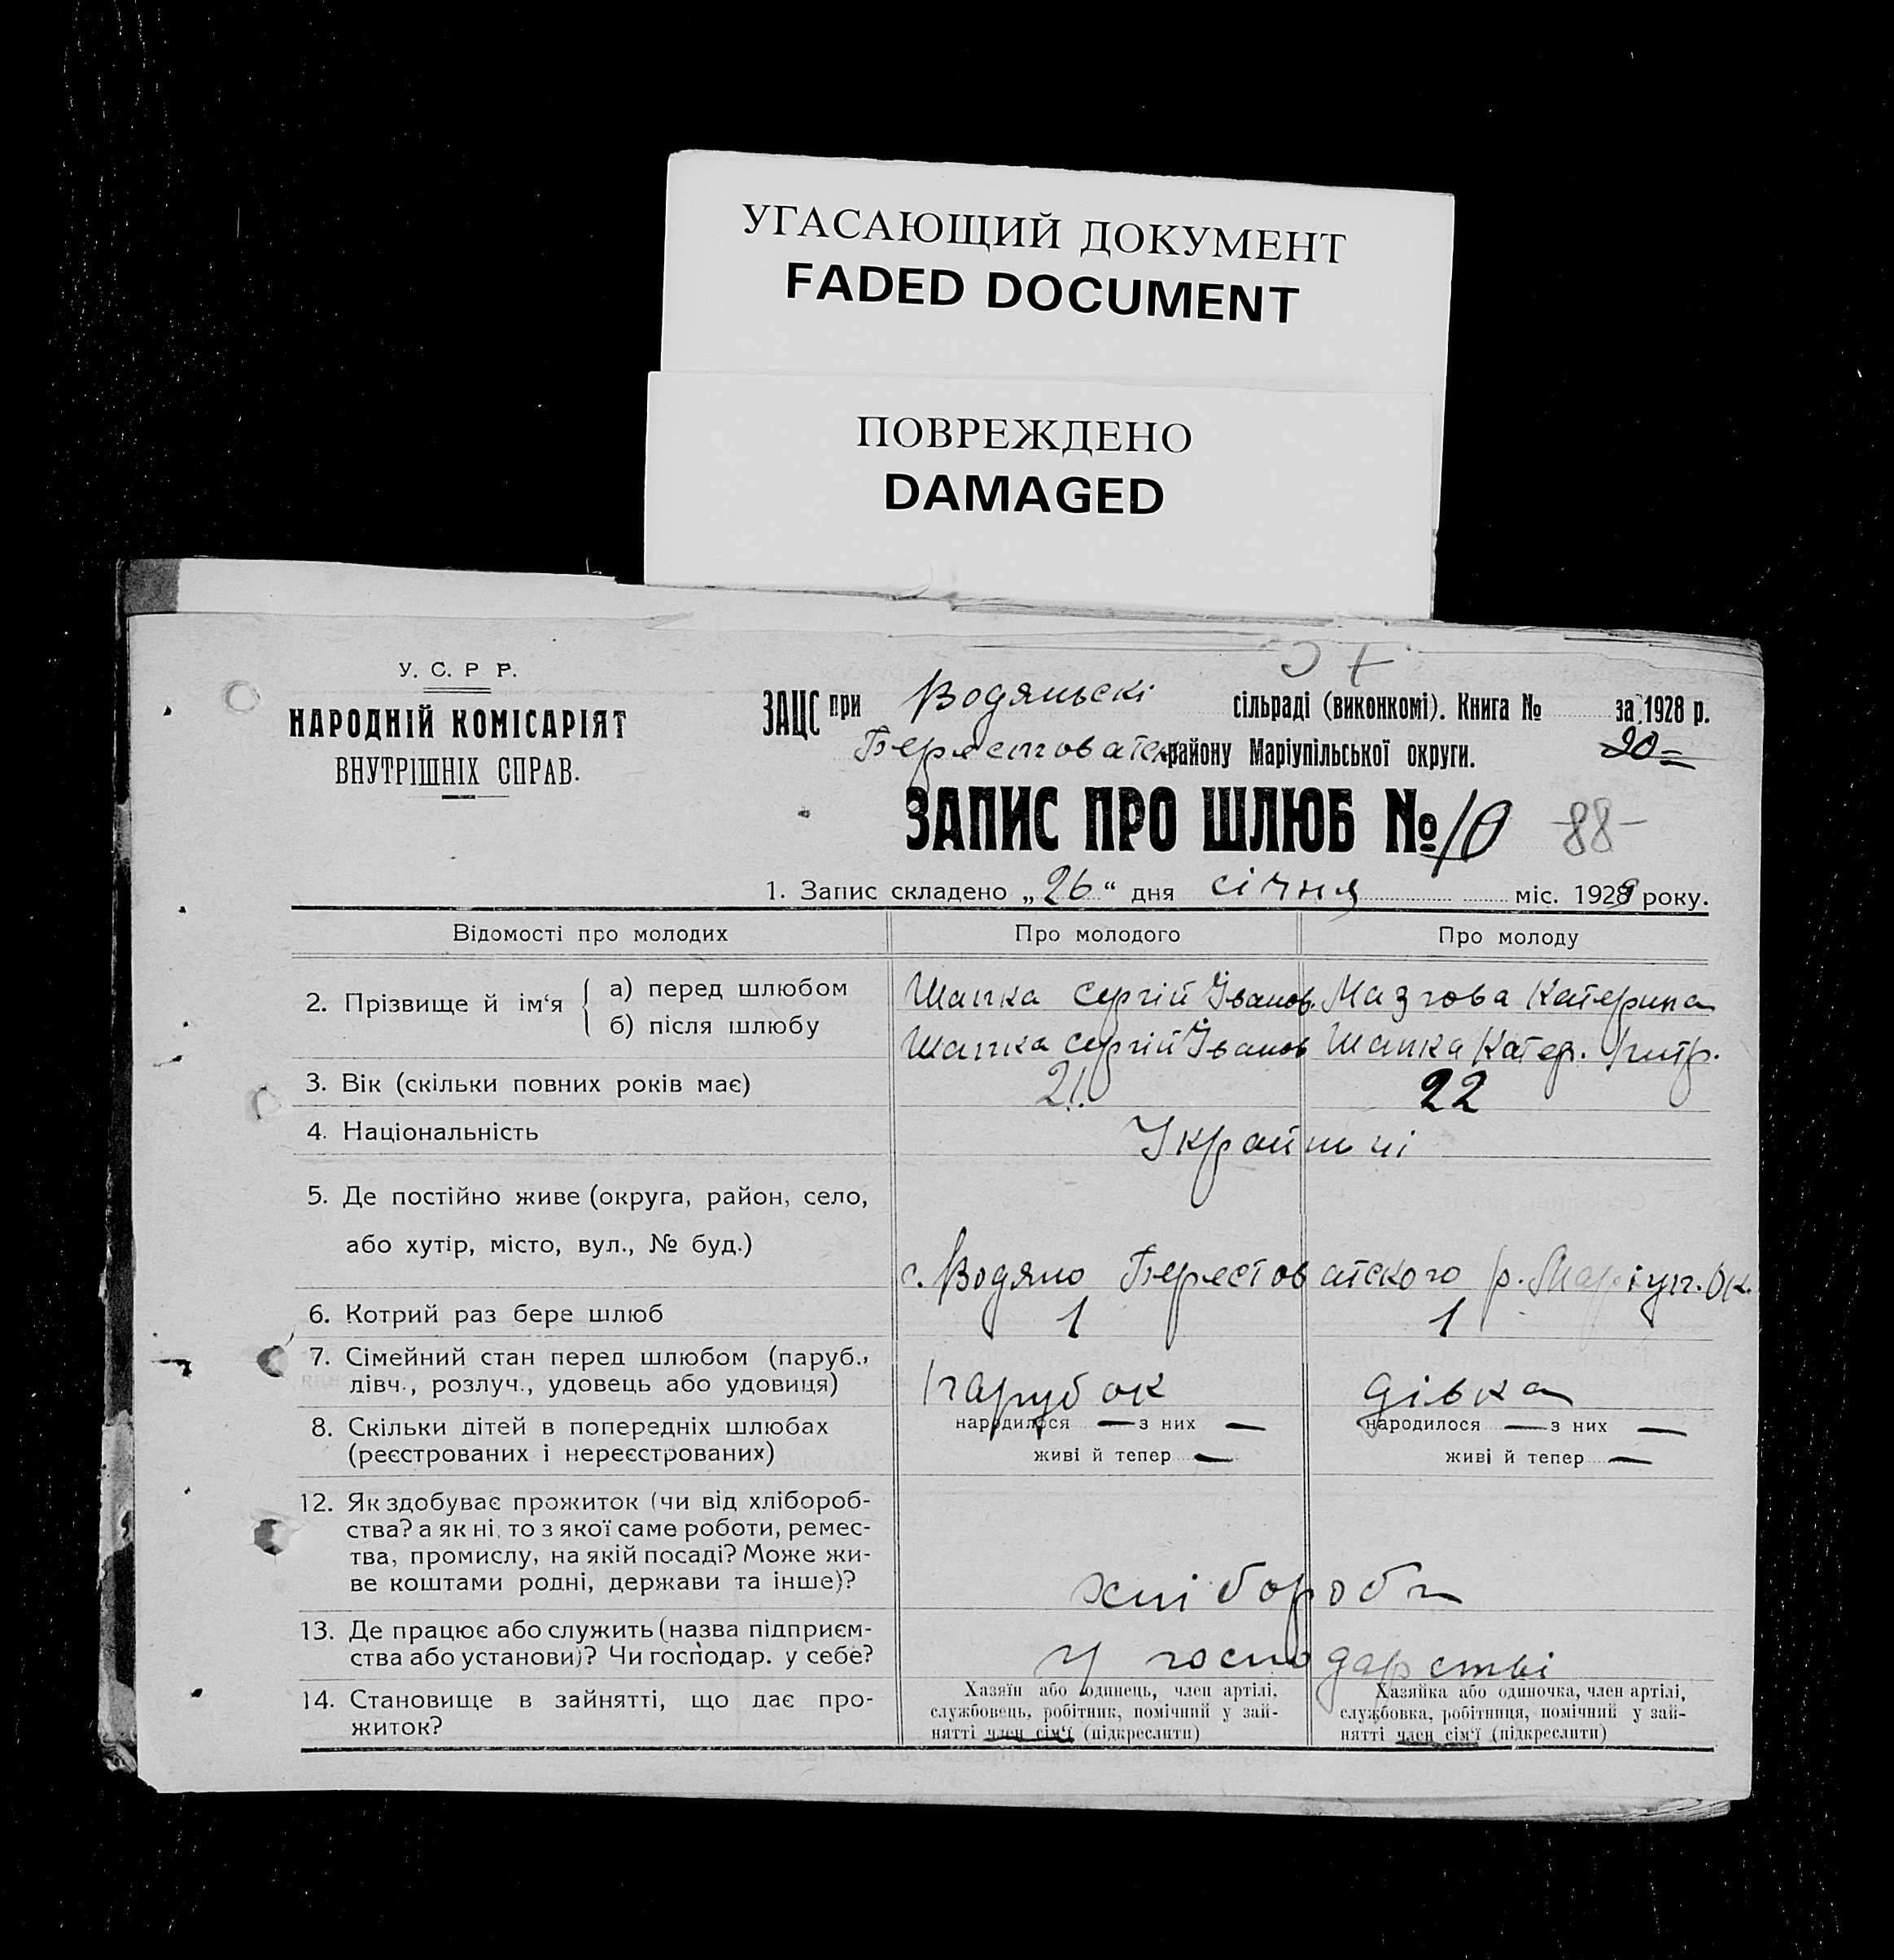 УГАСАЮЩИЙ ДОКУМЕНТ
FADED DOCUMENT
ПОВРЕЖДЕНО
DAMAGED
У. С. Р Р.
НАРОДНІЙ КОМІСАРІЯТ
ВНУТРІШНІХ СПРАВ.
ЗАЦС при Водяньскі сільраді (виконкомі). Книга № за 1928 р.
Берестоватск району Маріупільської округи. 20=
ЗАПИС ПРО ШЛЮБ № 10 -88-
1. Запис складено „26“ дня січня міс. 1929 року.
Відомості про молодих Про молодого Про молоду
2. Прізвище й ім‘я { а) перед шлюбом Шапка Сергій Іванов. Мазгова Катерина
б) після шлюбу Шапка Сергій Іванов Шапка Катер.
3. Вік (скільки повних років має) 21. 22
4. Національність Українці
5. Де постійно живе (округа, район, село,
або хутір, місто, вул., № буд.) с. Водяно Берестоватского р. Маріуп. Ок.
6. Котрий раз бере шлюб 1 1
7. Сімейний стан перед шлюбом (паруб.,
дівч., розлуч., удовець або удовиця) парубок дівка
8. Скільки дітей в попередніх шлюбах народилося — з них — народилося — з них —
(реєстрованих і нереєстрованих) живі й тепер — живі й тепер —
12. Як здобуває прожиток (чи від хлібороб-
ства? а як ні, то з якої саме роботи, ремес-
тва, промислу, на якій посаді? Може жи-
ве коштами родні, держави та інше)? хлібороби
13. Де працює або служить (назва підприєм-
ства або установи)? Чи господар. у себе? У господарстві
14. Становище в зайнятті, що дає про-
житок?
Хазяїн або одинець, член артілі,
службовець, робітник, помічний у зай-
нятті член сім‘ї (підкреслити)
Хазяйка або одиночка, член артілі,
службовка, робітниця, помічний у зай-
нятті член сім‘ї (підкреслити)